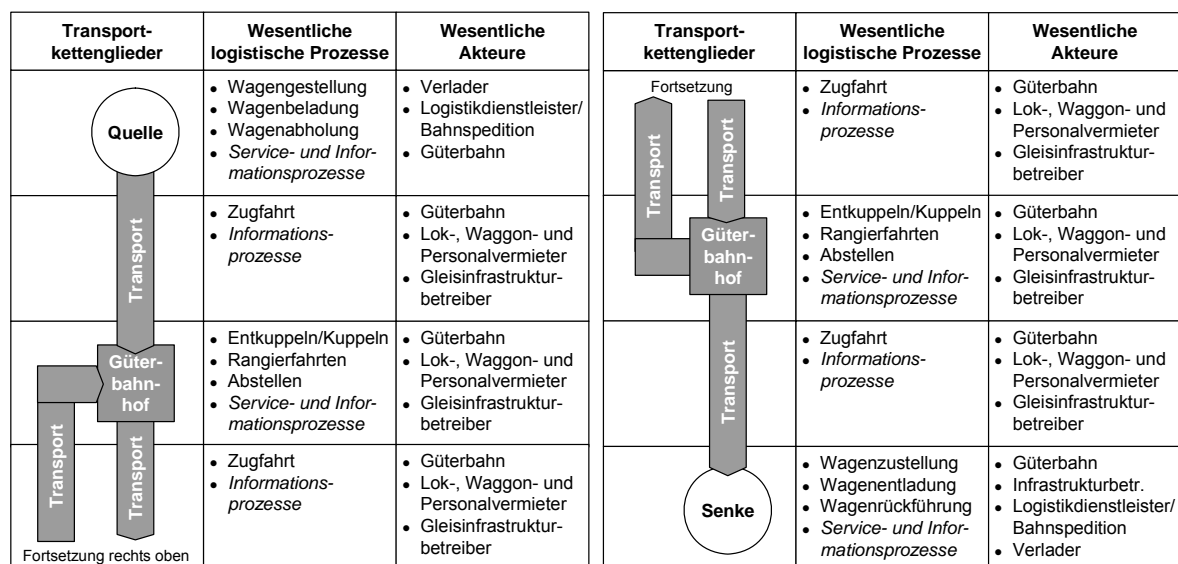 Transport-
kettenglieder
Wesentliche
logistische Prozesse
Wesentliche
Akteure
Quelle
• Wagengestellung
• Wagenbeladung
• Wagenabholung
• Service- und Infor-
mationsprozesse
• Verlader
• Logistikdienstleister/
Bahnspedition
• Güterbahn
Transport
• Zugfahrt
• Informations-
prozesse
• Güterbahn
• Lok-, Waggon- und
Personalvermieter
• Gleisinfrastruktur-
betreiber
Güter-
bahn-
hof
• Entkuppeln/Kuppeln
• Rangierfahrten
• Abstellen
• Service- und Infor-
mationsprozesse
• Güterbahn
• Lok-, Waggon- und
Personalvermieter
• Gleisinfrastruktur-
betreiber
Transport
Transport
• Zugfahrt
• Informations-
prozesse
• Güterbahn
• Lok-, Waggon- und
Personalvermieter
• Gleisinfrastruktur-
betreiber
Fortsetzung rechts oben
Transport-
kettenglieder
Wesentliche
logistische Prozesse
Wesentliche
Akteure
Fortsetzung
Transport
Transport
• Zugfahrt
• Informations-
prozesse
• Güterbahn
• Lok-, Waggon- und
Personalvermieter
• Gleisinfrastruktur-
betreiber
Güter-
bahn-
hof
• Entkuppeln/Kuppeln
• Rangierfahrten
• Abstellen
• Service- und Infor-
mationsprozesse
• Güterbahn
• Lok-, Waggon- und
Personalvermieter
• Gleisinfrastruktur-
betreiber
Transport
• Zugfahrt
• Informations-
prozesse
• Güterbahn
• Lok-, Waggon- und
Personalvermieter
• Gleisinfrastruktur-
betreiber
Senke
• Wagenzustellung
• Wagenentladung
• Wagenrückführung
• Service- und Infor-
mationsprozesse
• Güterbahn
• Infrastrukturbetr.
• Logistikdienstleister/
Bahnspedition
• Verlader